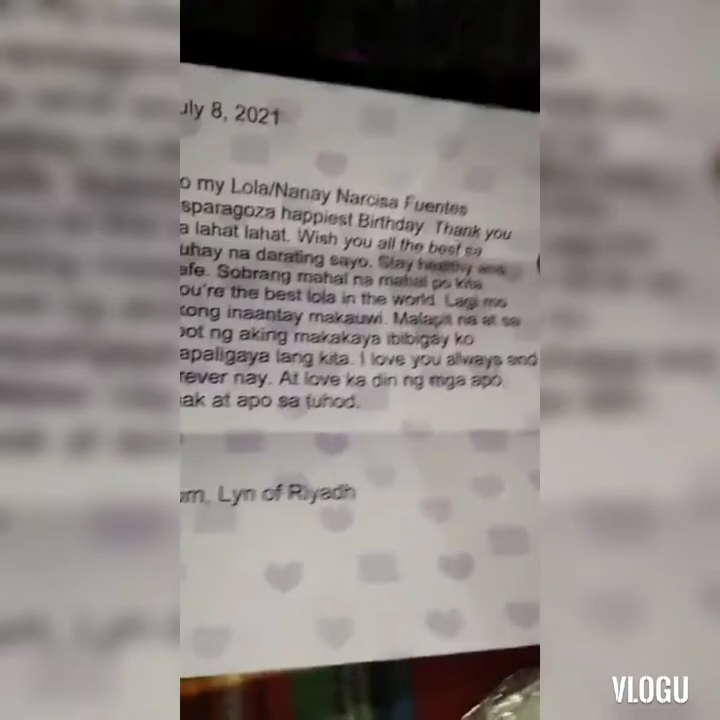 uly 8, 2021
o my Lola/Nanay Narcisa Fuentes
sparagoza happiest Birthday. Thank you
a lahat lahat. Wish you all the best sa
uhay na darating sayo. Stay healthy and
afe. Sobrang mahal na mahal po kita
ou're the best lola in the world. Lagi mo
kong inaantay makauwi. Malapit na at sa
oot ng aking makakaya ibibigay ko
apaligaya lang kita. I love you always and
rever nay. At love ka din ng mga apo,
ak at apo sa tuhod.
om, Lyn of Riyadh
VLOGU